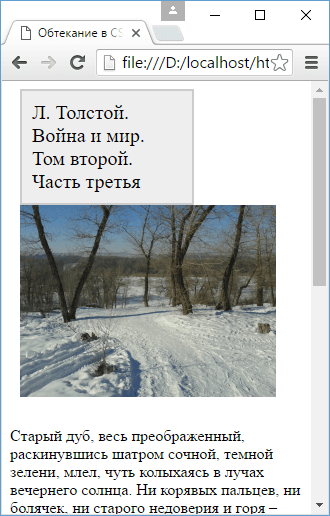 Обтекание в CS
file:///D:/localhost/ht
Л. Толстой.
Война и мир.
Том второй.
Часть третья
Старый дуб, весь преображенный,
раскинувшись шатром сочной, темной
зелени, млел, чуть колыхаясь в лучах
вечернего солнца. Ни корявых пальцев, ни
болячек, ни старого недоверия и горя –